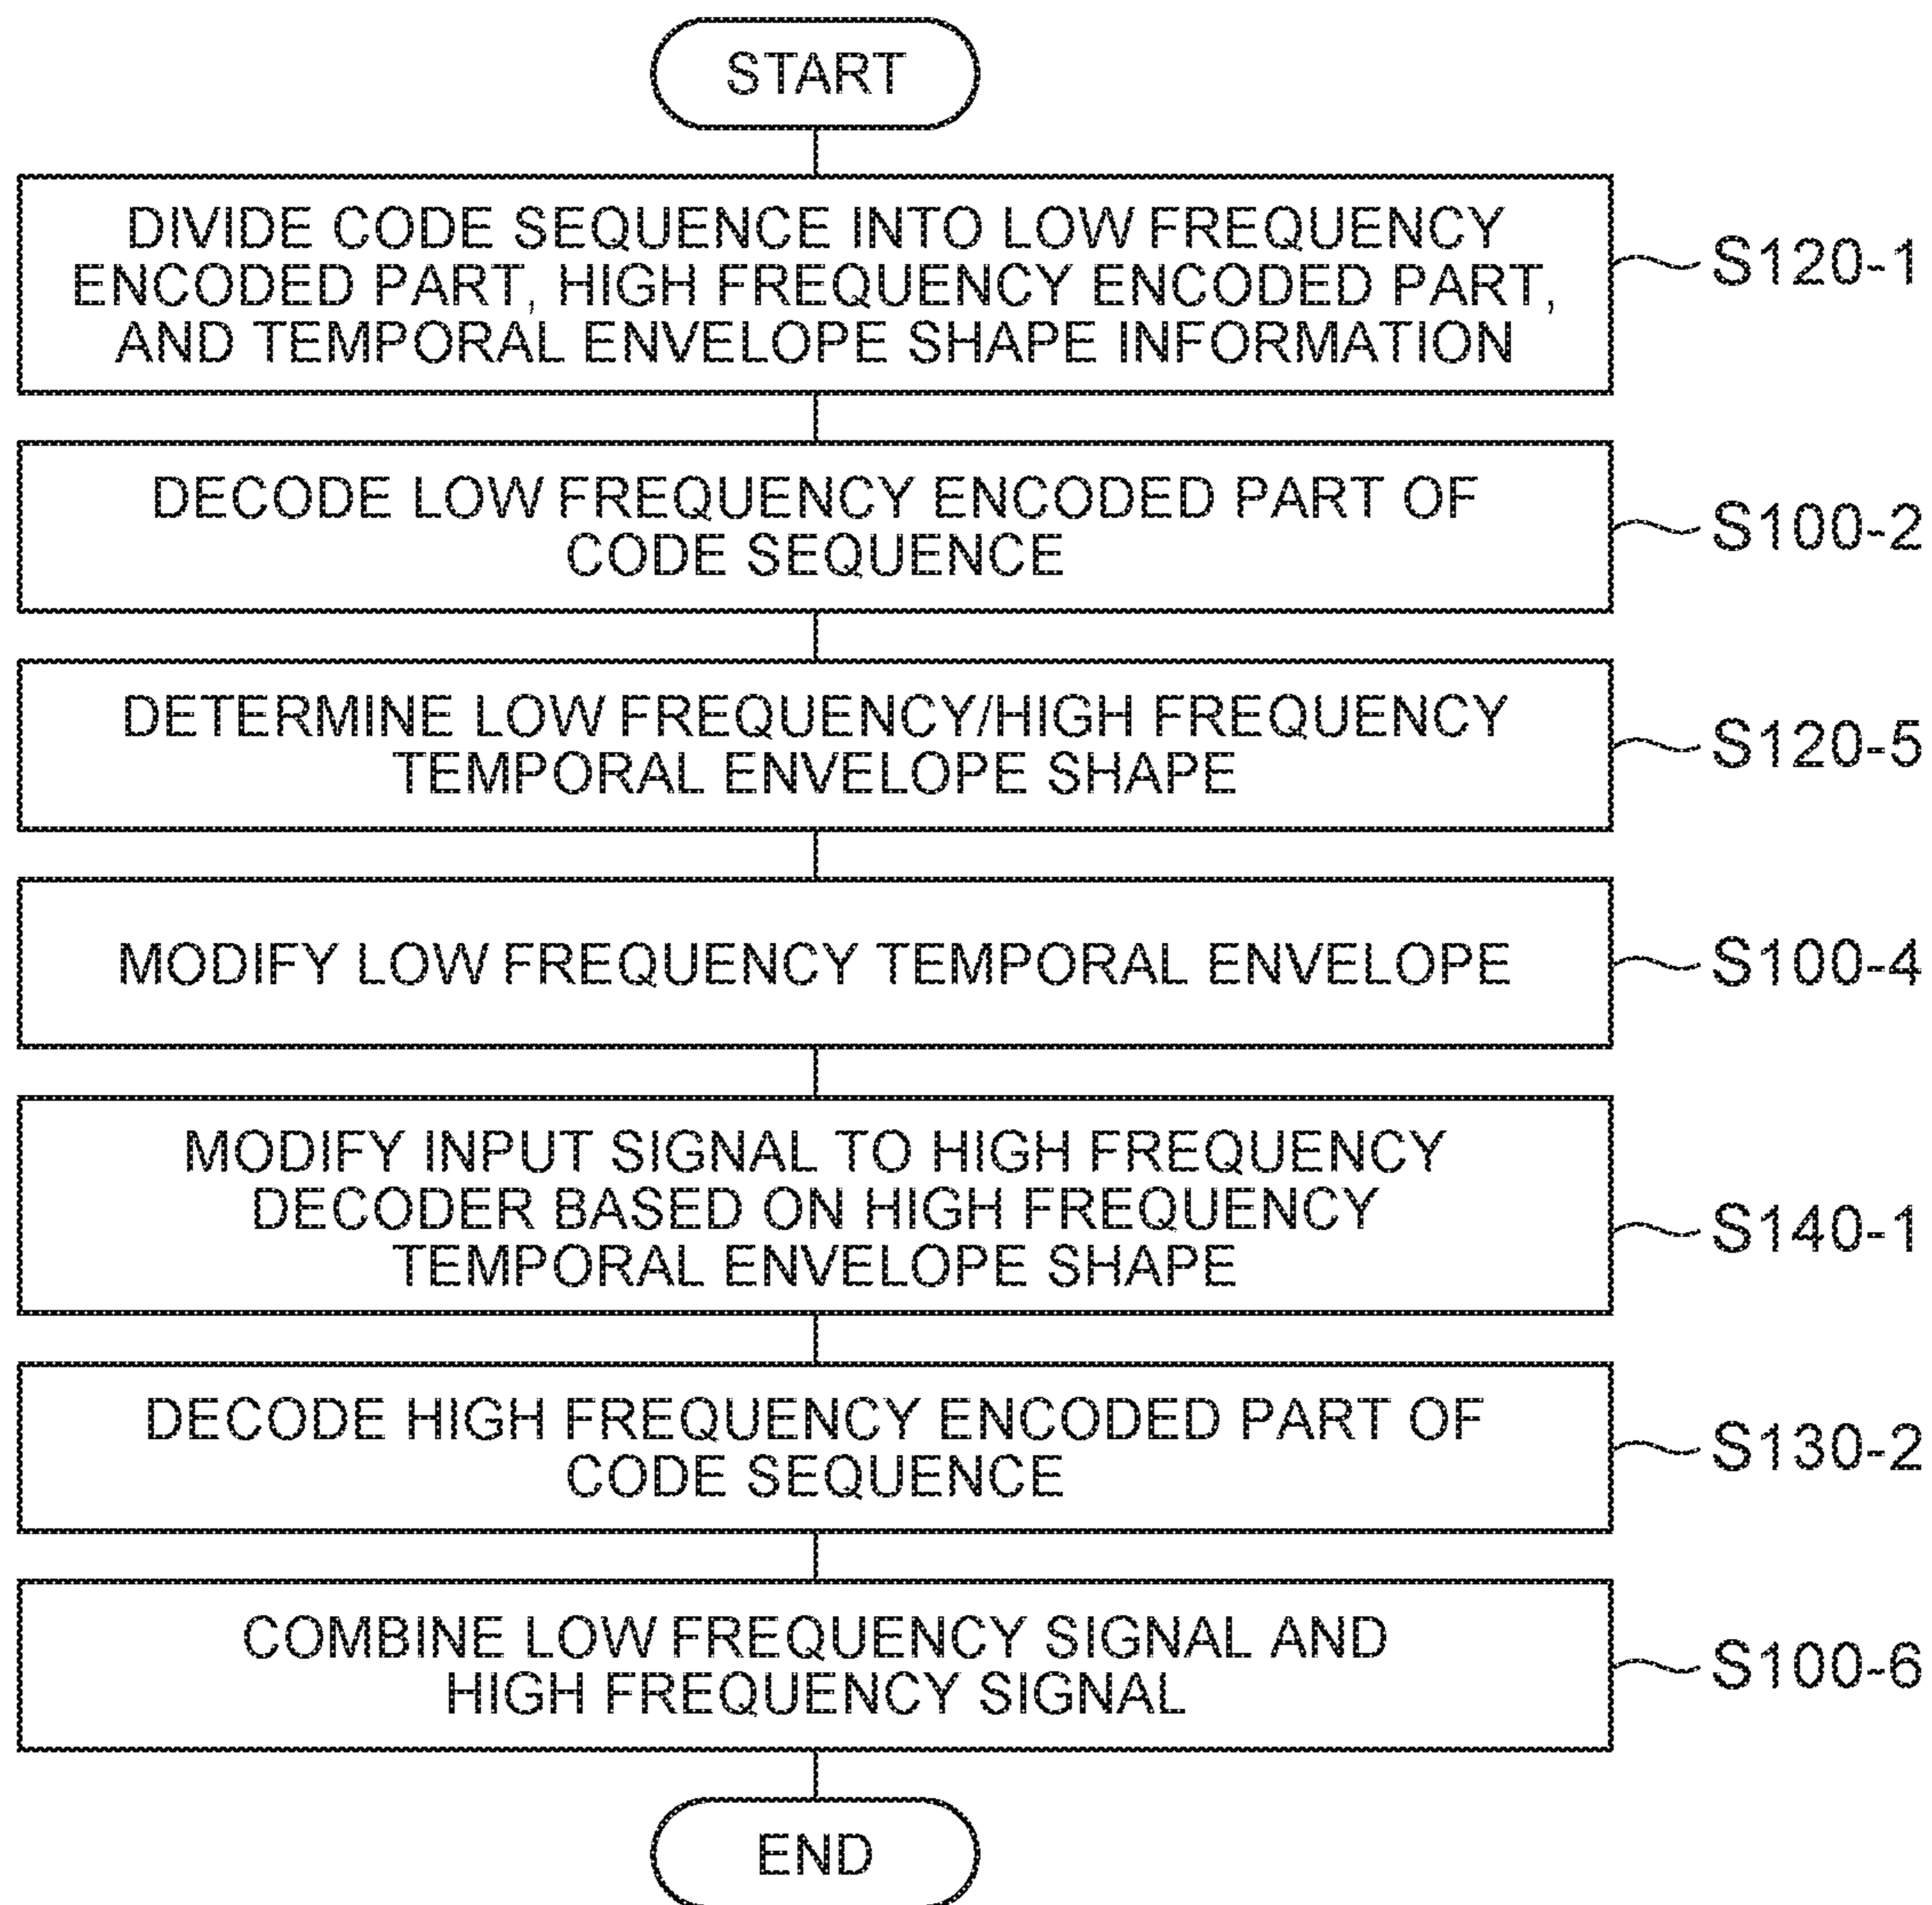 START
DIVIDE CODE SEQUENCE INTO LOW FREQUENCY
ENCODED PART, HIGH FREQUENCY ENCODED PART,
AND TEMPORAL ENVELOPE SHAPE INFORMATION
S120-1
DECODE LOW FREQUENCY ENCODED PART OF
CODE SEQUENCE
S100-2
DETERMINE LOW FREQUENCY/HIGH FREQUENCY
TEMPORAL ENVELOPE SHAPE
S120-5
MODIFY LOW FREQUENCY TEMPORAL ENVELOPE
S100-4
MODIFY INPUT SIGNAL TO HIGH FREQUENCY
DECODER BASED ON HIGH FREQUENCY
TEMPORAL ENVELOPE SHAPE
S140-1
DECODE HIGH FREQUENCY ENCODED PART OF
CODE SEQUENCE
S130-2
COMBINE LOW FREQUENCY SIGNAL AND
HIGH FREQUENCY SIGNAL
S100-6
END